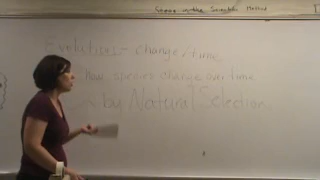 Evolution - change/time
how species change over time
by Natural Selection